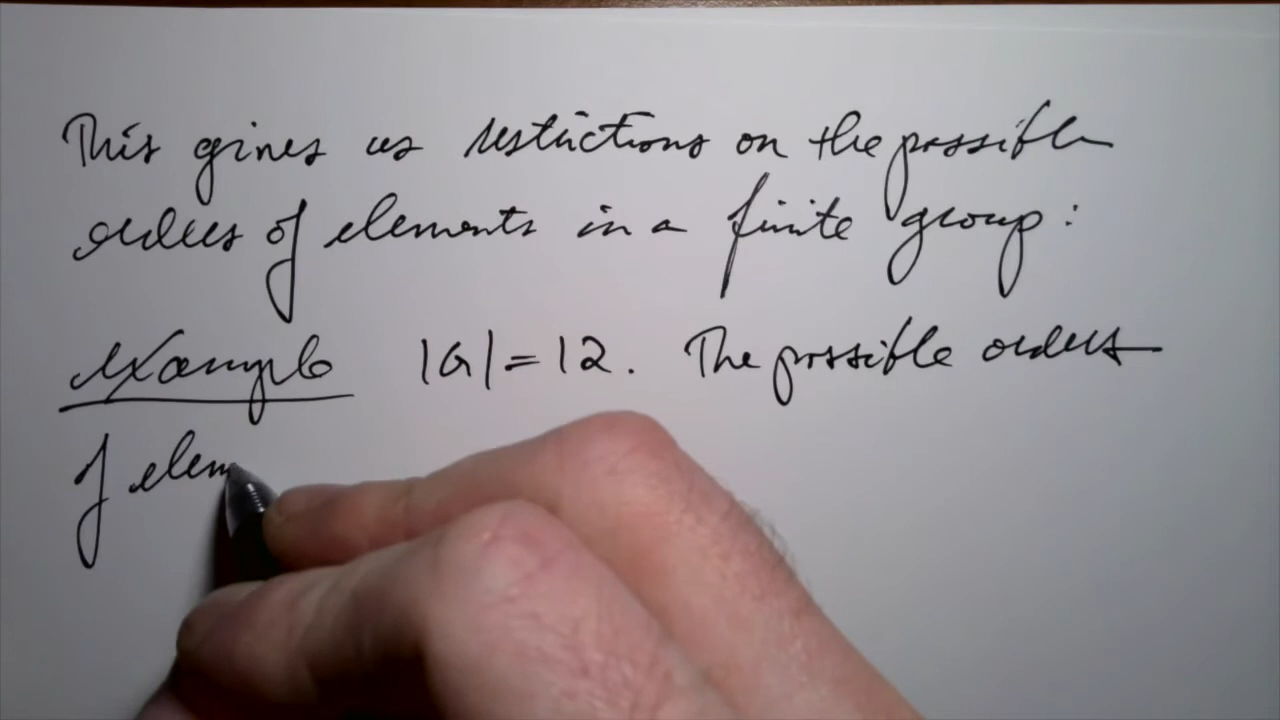 This gives us restrictions on the possible
orders of elements in a finite group:
example |G|=12. The possible orders
of elem